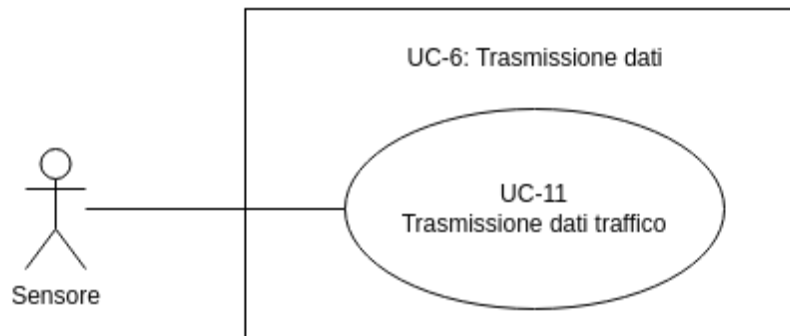 UC-6: Trasmissione dati
UC-11
Trasmissione dati traffico
Sensore